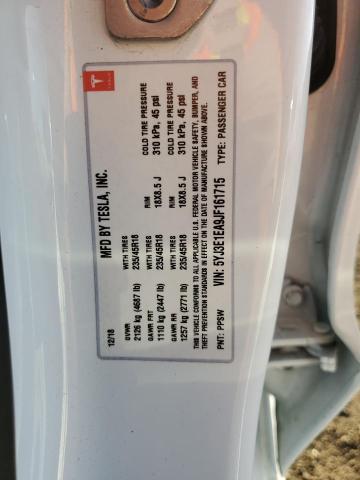 MFD BY TESLA, INC.
12/18
GVWR WITH TIRES RIM COLD TIRE PRESSURE
2126 kg (4687 lb) 235/45R18 18X8.5 J 310 kPa, 45 psi
GAWR FRT WITH TIRES RIM COLD TIRE PRESSURE
1110 kg (2447 lb) 235/45R18 18X8.5 J 310 kPa, 45 psi
GAWR RR
1257 kg (2771 lb) 235/45R18 18X8.5 J
THIS VEHICLE CONFORMS TO ALL APPLICABLE U.S. FEDERAL MOTOR VEHICLE SAFETY, BUMPER, AND
THEFT PREVENTION STANDARDS IN EFFECT ON THE DATE OF MANUFACTURE SHOWN ABOVE.
VIN: 5YJ3E1EA9JF161715 TYPE: PASSENGER CAR
PNT: PPSW